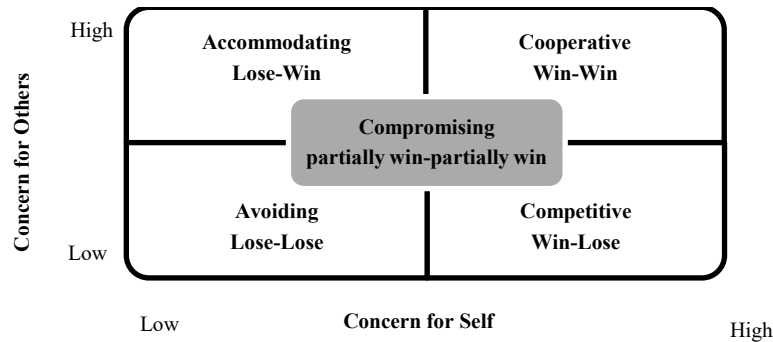 High
Accommodating
Lose-Win
Cooperative
Win-Win
Concern for Others
Compromising
partially win-partially win
Avoiding
Lose-Lose
Competitive
Win-Lose
Low
Low
Concern for Self
High